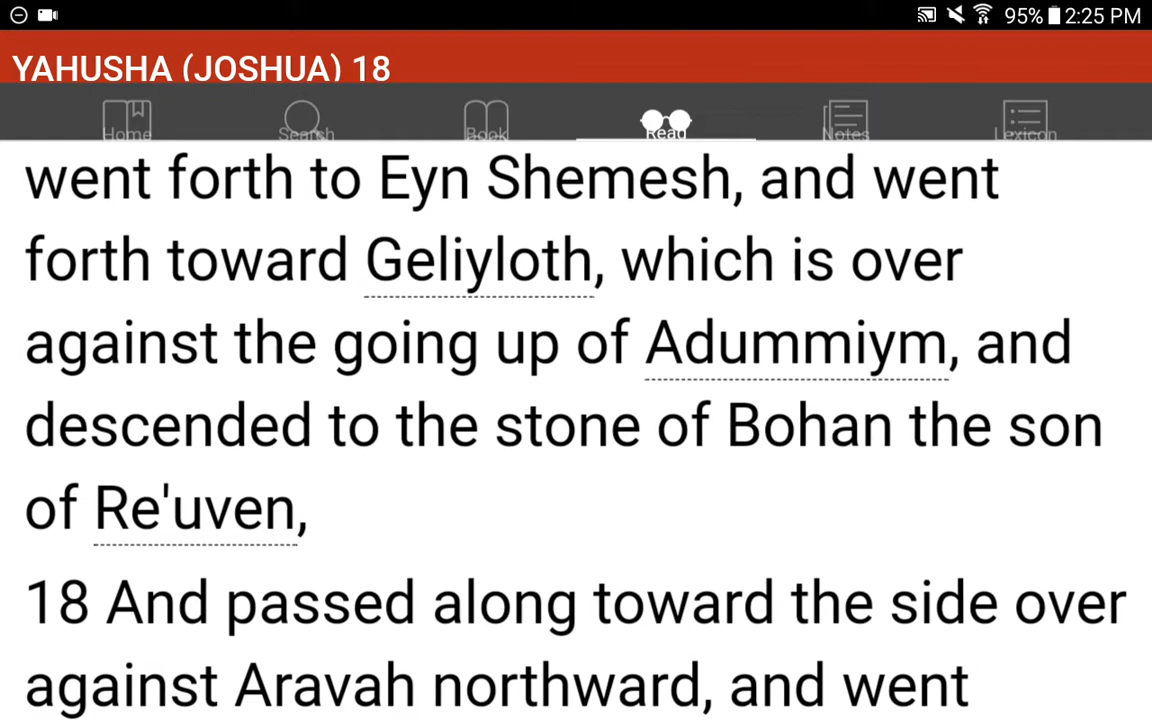 95% 2:25 PM
YAHUSHA (JOSHUA) 18
Home Search Book Read Notes Lexicon
went forth to Eyn Shemesh, and went
forth toward Geliyloth, which is over
against the going up of Adummiym, and
descended to the stone of Bohan the son
of Re'uven,
18 And passed along toward the side over
against Aravah northward, and went